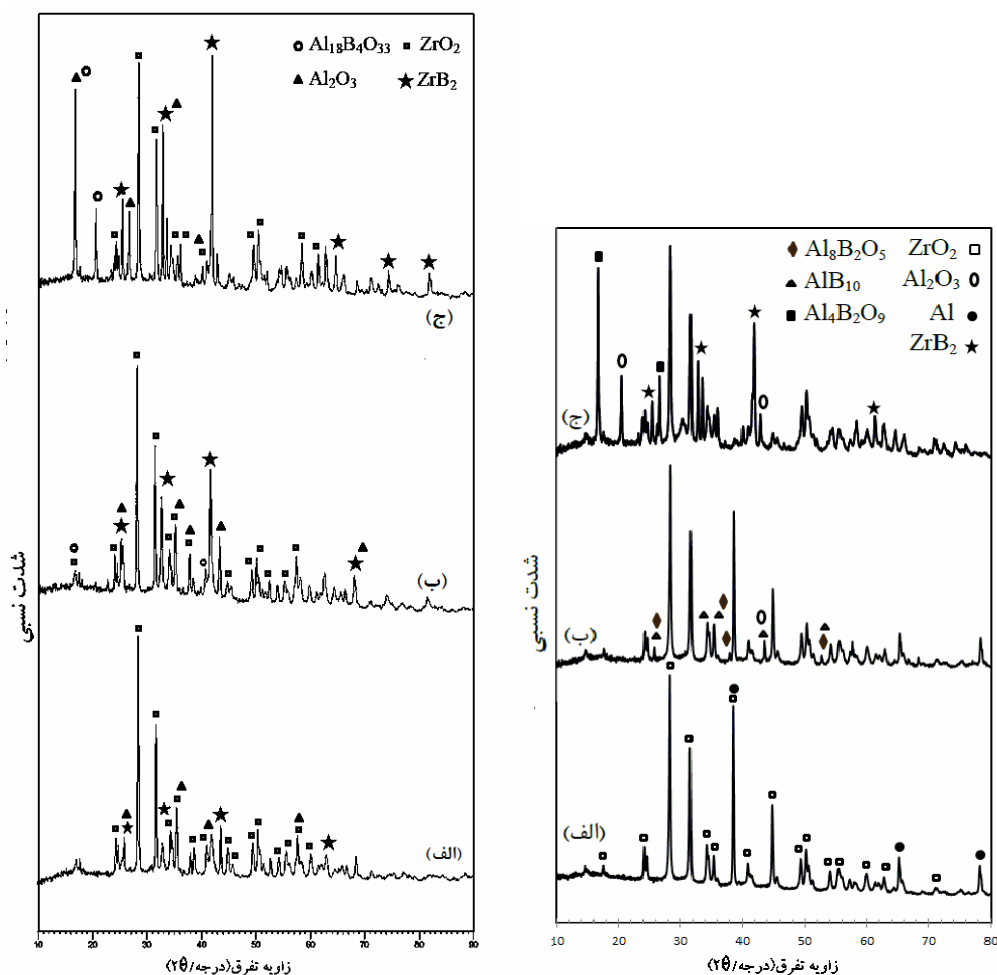 Al₁₈B₄O₃₃ ZrO₂
Al₂O₃ ZrB₂
(ج)
(ب)
(الف)
شدت نسبی
10 20 30 40 50 60 70 80 90
زاویه تفرق(درجه/2θ)
Al₈B₂O₅ ZrO₂
AlB₁₀ Al₂O₃
Al₄B₂O₉ Al
ZrB₂
(ج)
(ب)
(الف)
شدت نسبی
10 20 30 40 50 60 70 80
زاویه تفرق(درجه/2θ)